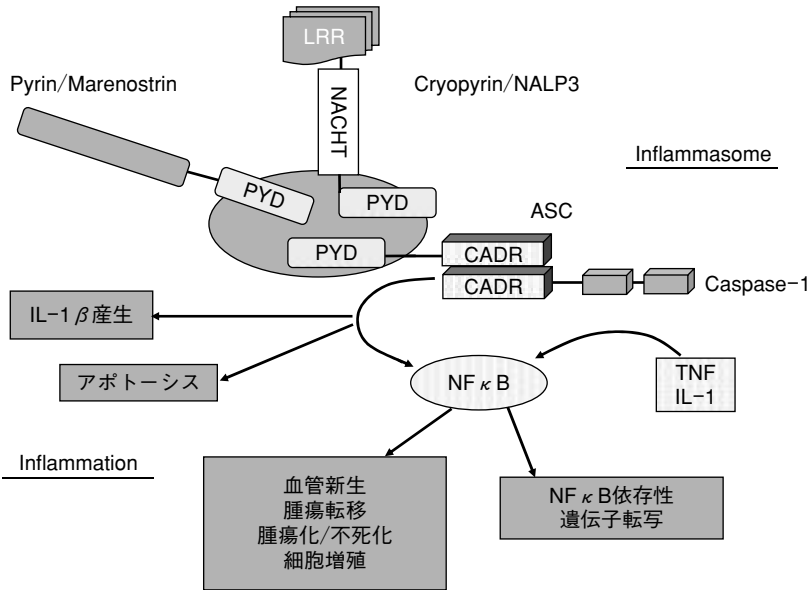 LRR
Pyrin/Marenostrin
Cryopyrin/NALP3
NACHT
Inflammasome
PYD
PYD
ASC
PYD
CADR
CADR
Caspase-1
IL-1β産生
アポトーシス
NFκB
TNF
IL-1
Inflammation
血管新生
腫瘍転移
腫瘍化/不死化
細胞増殖
NFκB依存性
遺伝子転写